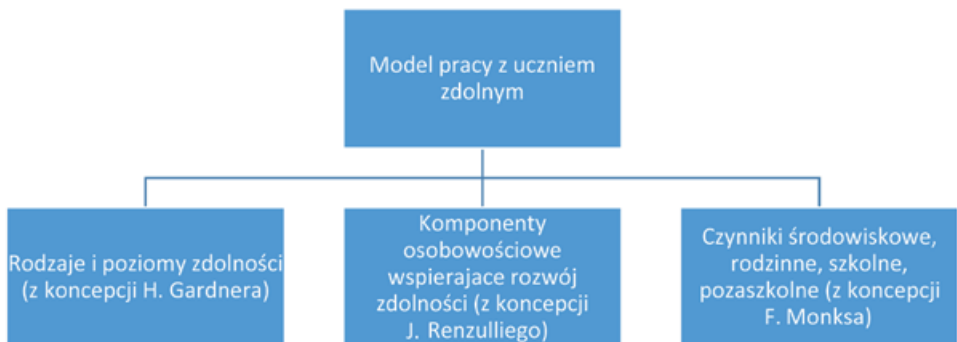 Model pracy z uczniem
zdolnym
Rodzaje i poziomy zdolności
(z koncepcji H. Gardnera)
Komponenty
osobowościowe
wspierajace rozwój
zdolności (z koncepcji
J. Renzulliego)
Czynniki środowiskowe,
rodzinne, szkolne,
pozaszkolne (z koncepcji
F. Monksa)